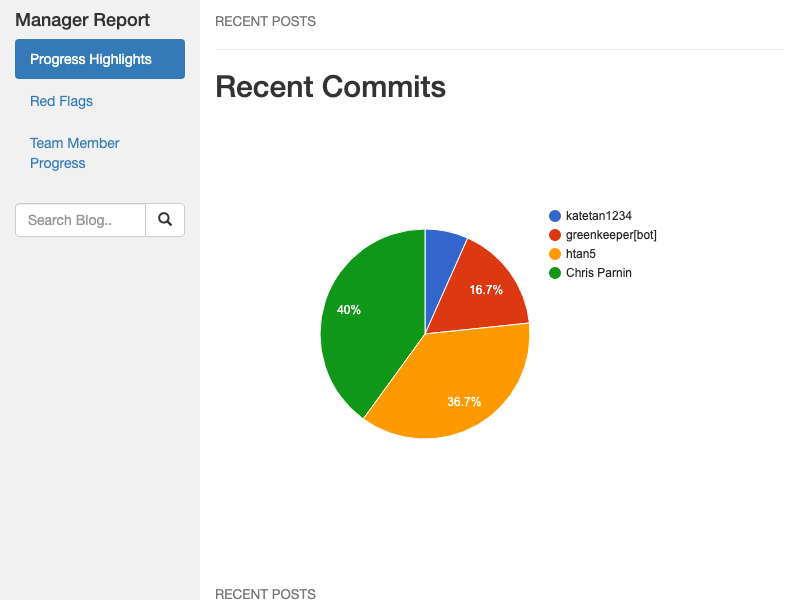 Manager Report
Progress Highlights
Red Flags
Team Member
Progress
Search Blog..
RECENT POSTS
Recent Commits
katetan1234
greenkeeper[bot]
htan5
Chris Parnin
16.7%
40%
36.7%
RECENT POSTS